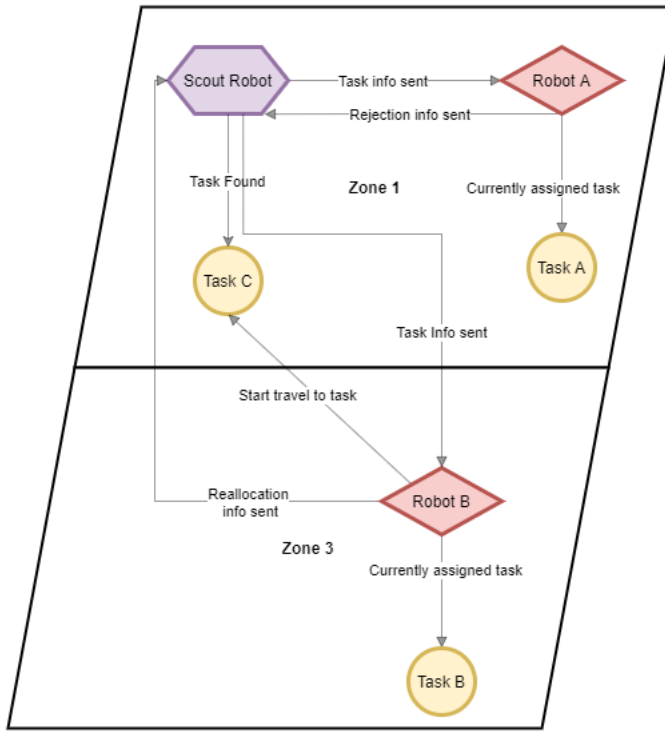 Scout Robot
Task info sent
Robot A
Rejection info sent
Task Found
Zone 1
Currently assigned task
Task C
Task A
Task Info sent
Start travel to task
Reallocation
info sent
Robot B
Zone 3
Currently assigned task
Task B